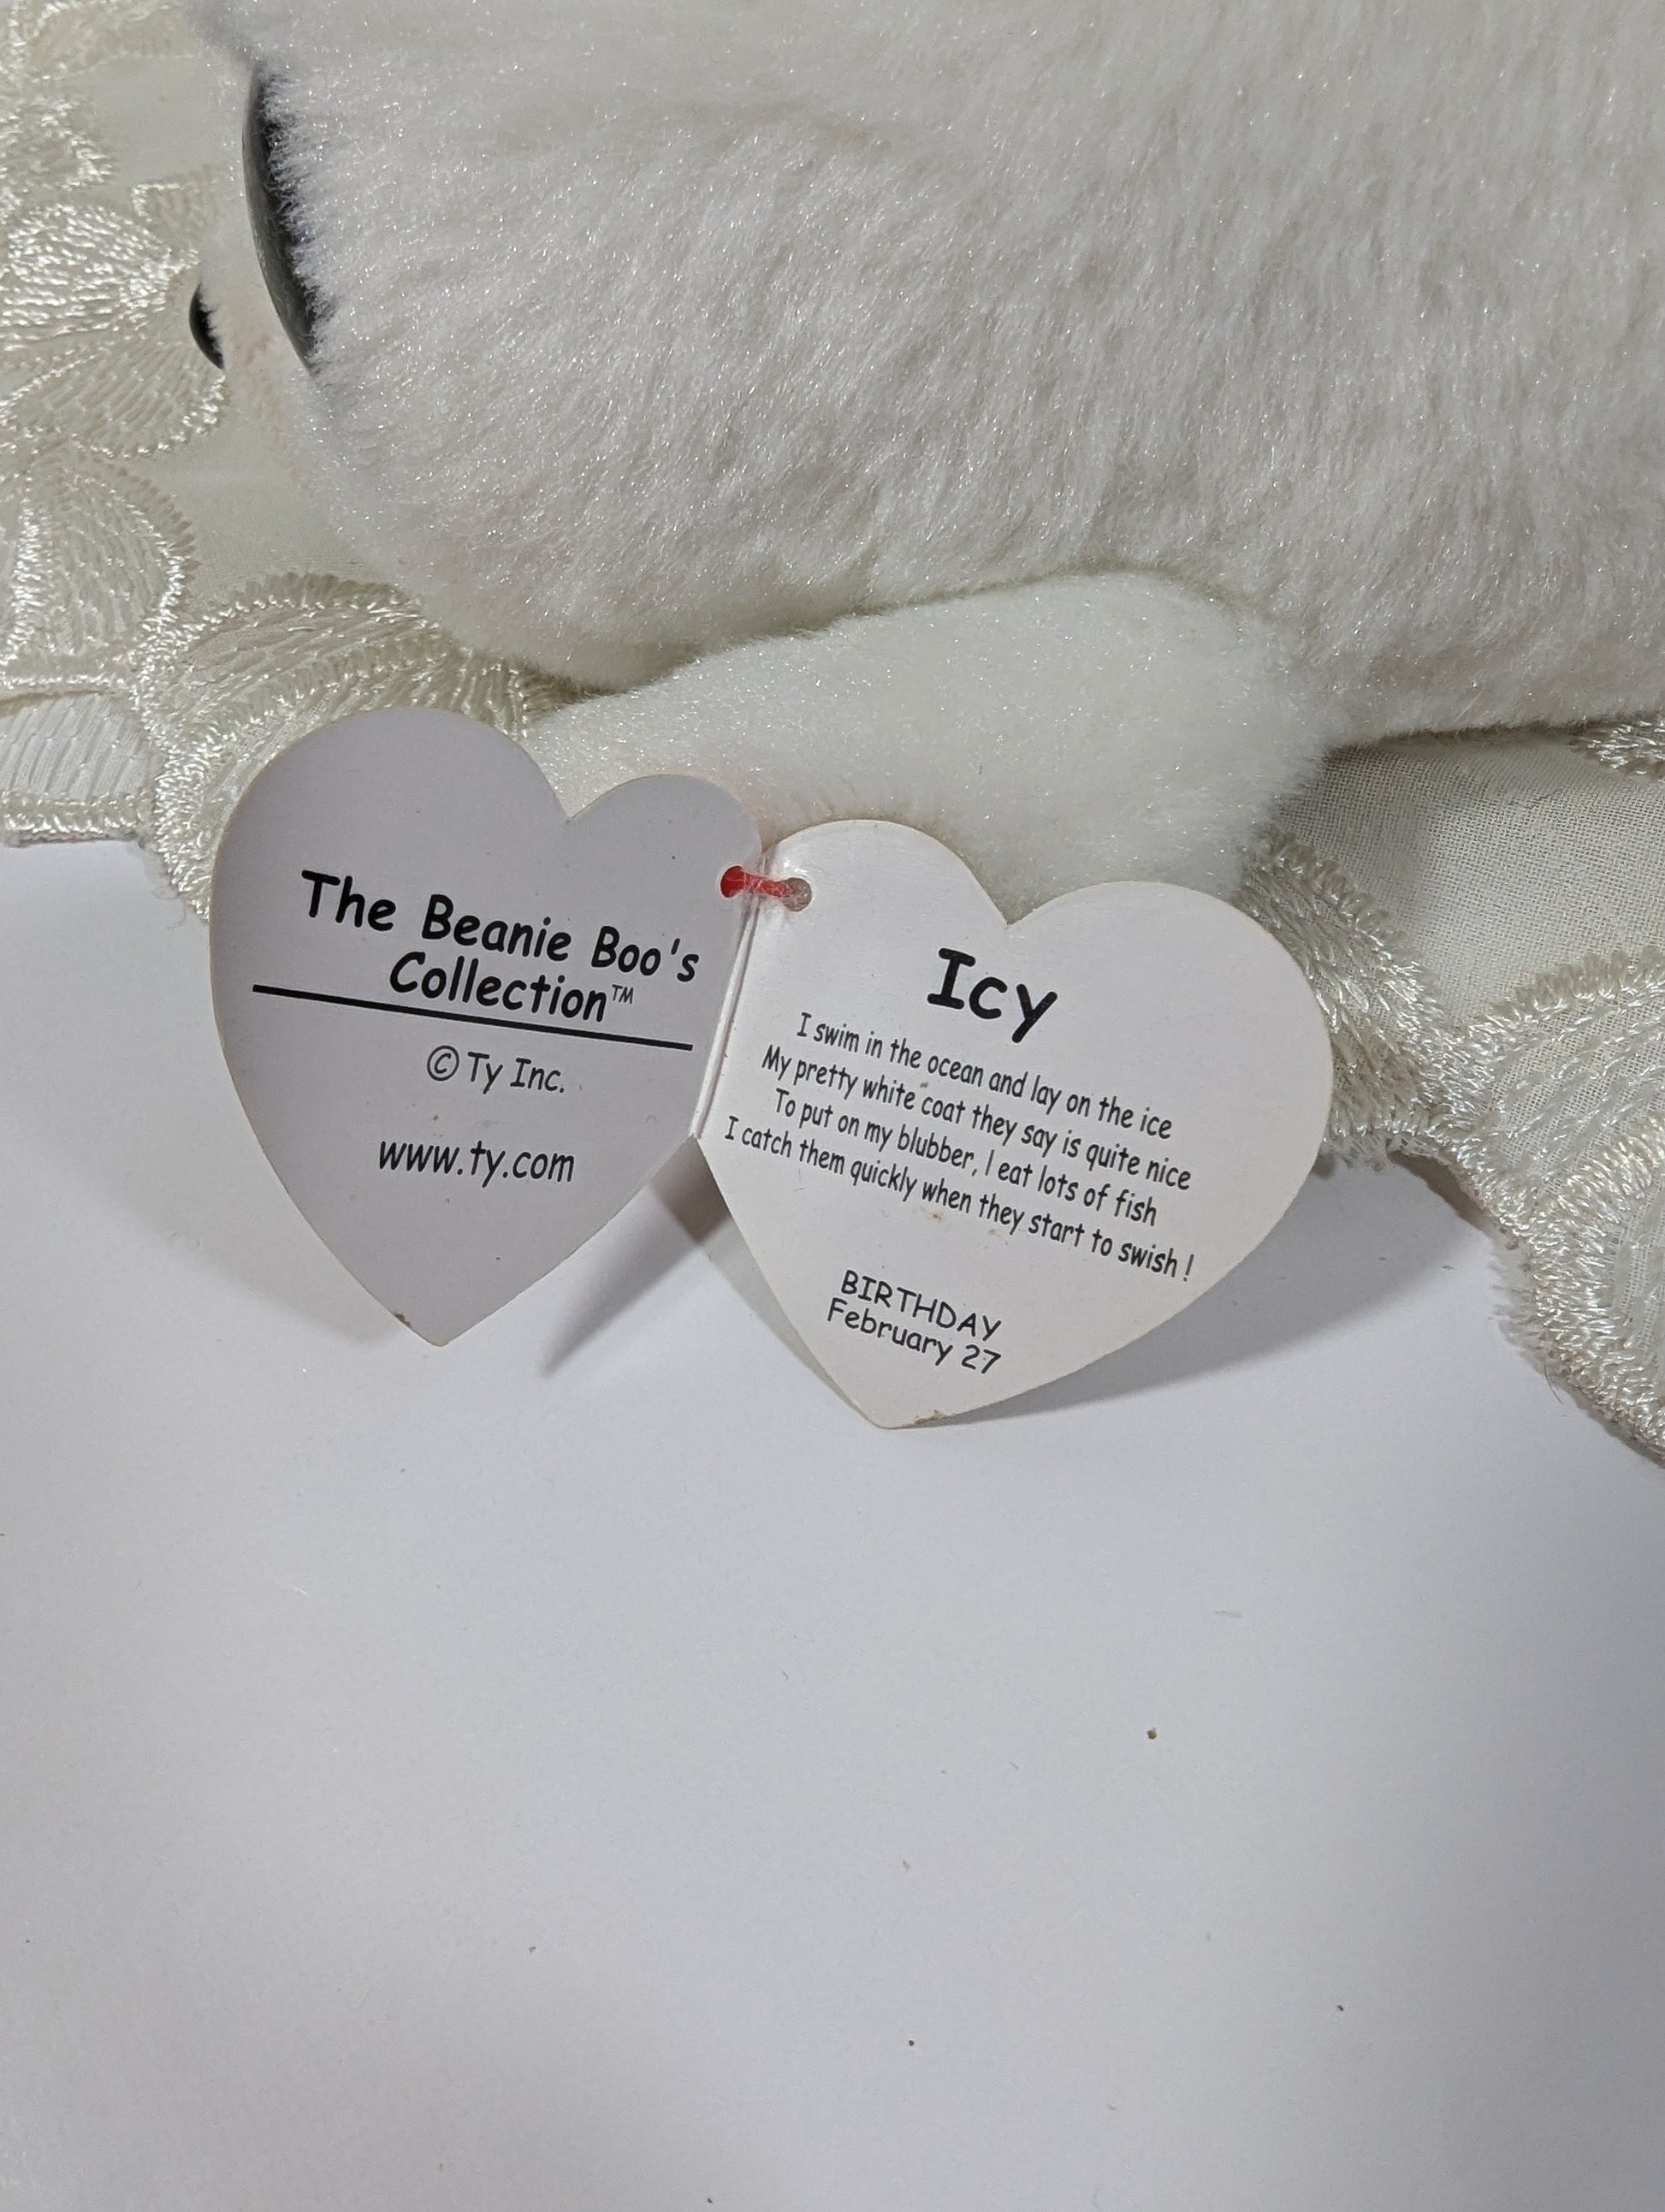 The Beanie Boo's
Collection™
© Ty Inc.
www.ty.com
Icy
I swim in the ocean and lay on the ice
My pretty white coat they say is quite nice
To put on my blubber, I eat lots of fish
I catch them quickly when they start to swish !
BIRTHDAY
February 27